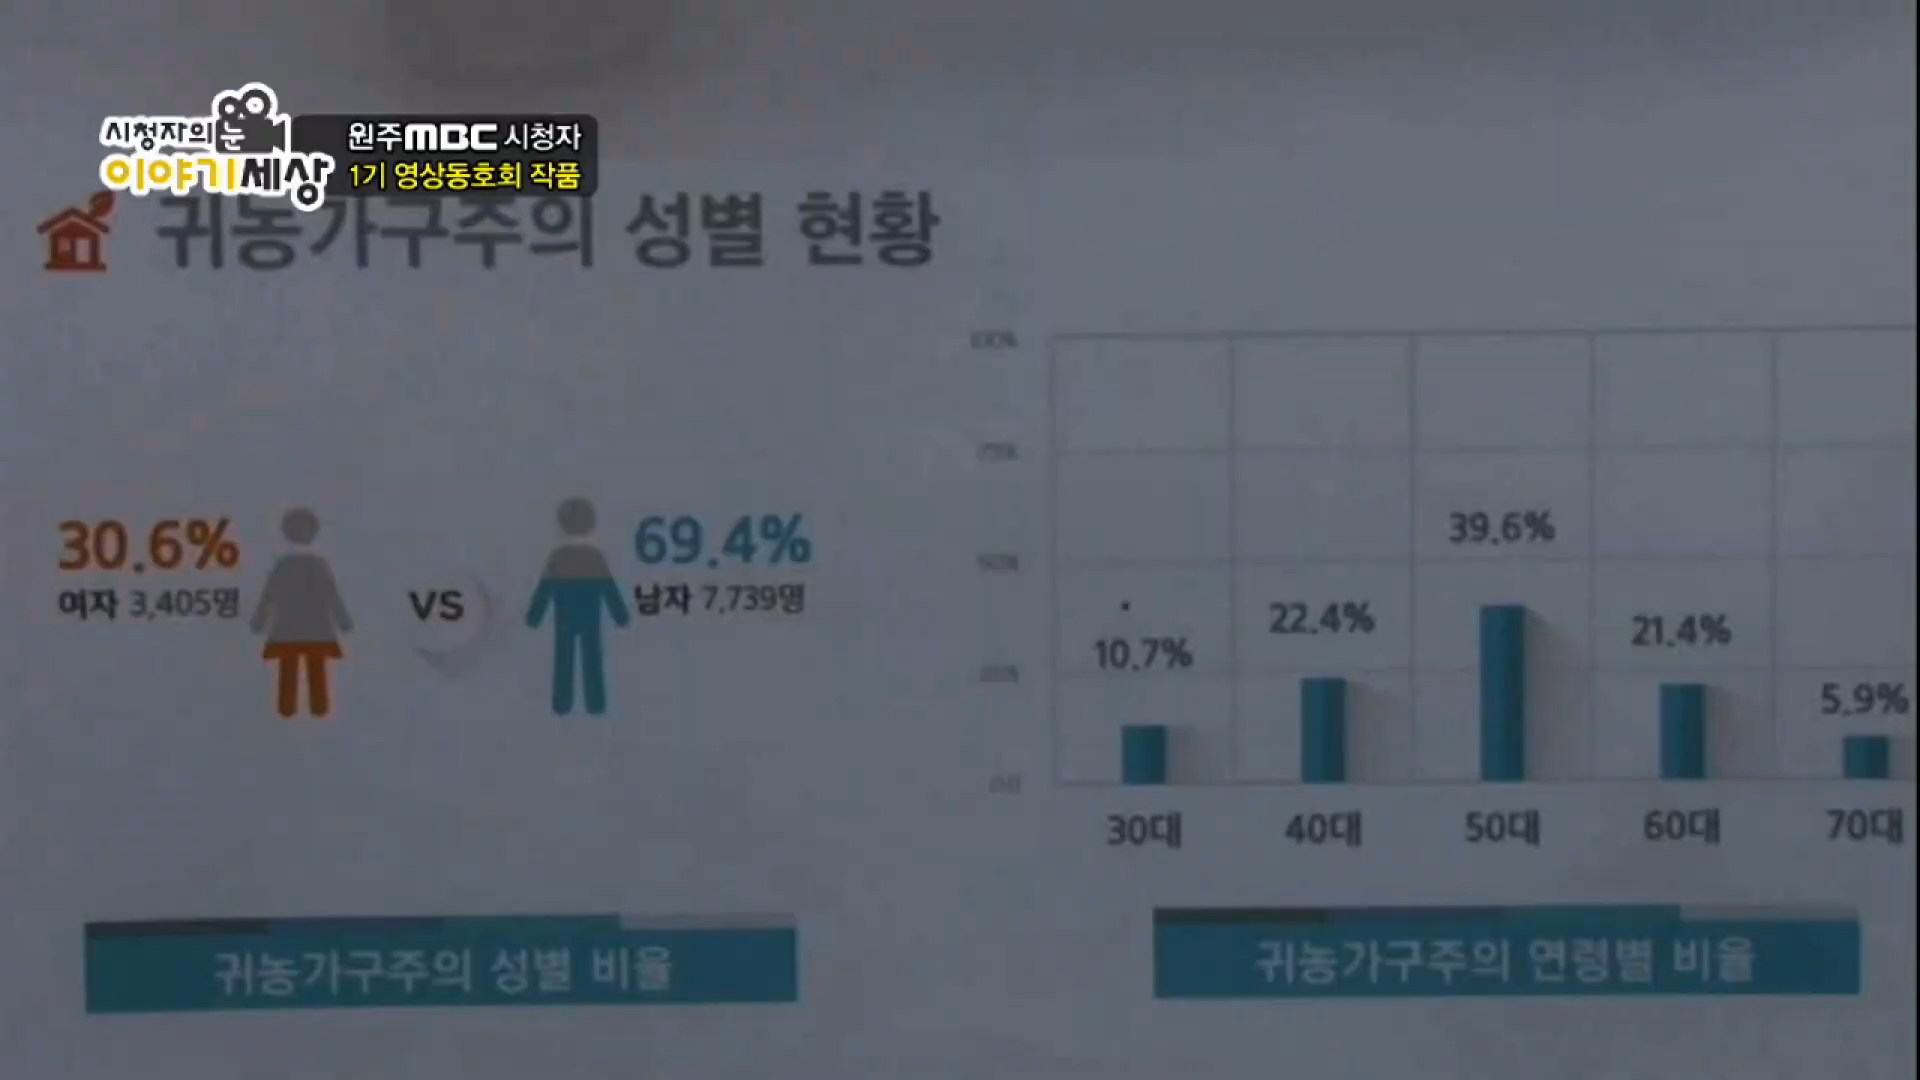 시청자의 눈
이야기세상
원주MBC 시청자
1기 영상동호회 작품
귀농가구주의 성별 현황
30.6%
여자 3,405명
VS
69.4%
남자 7,739명
100%
75%
50%
25%
39.6%
22.4%
21.4%
10.7%
5.9%
30대 40대 50대 60대 70대
귀농가구주의 성별 비율
귀농가구주의 연령별 비율